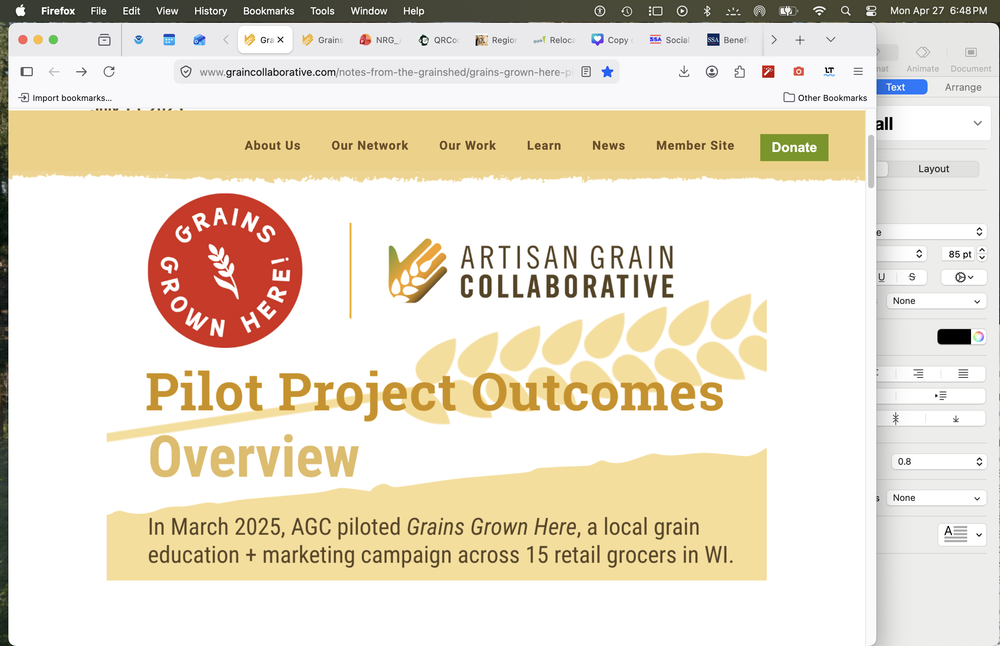 Firefox File Edit View History Bookmarks Tools Window Help Mon Apr 27 6:48 PM
Gra Grains NRG_ QRCo Region Reloca Copy Social Benefi
www.graincollaborative.com/notes-from-the-grainshed/grains-grown-here-pi
Import bookmarks... Other Bookmarks
About Us Our Network Our Work Learn News Member Site Donate
GRAINS
GROWN HERE!
ARTISAN GRAIN
COLLABORATIVE
Pilot Project Outcomes
Overview
In March 2025, AGC piloted Grains Grown Here, a local grain
education + marketing campaign across 15 retail grocers in WI.
Animate Document
Text Arrange
all
Layout
85 pt
U S
None
0.8
None
A